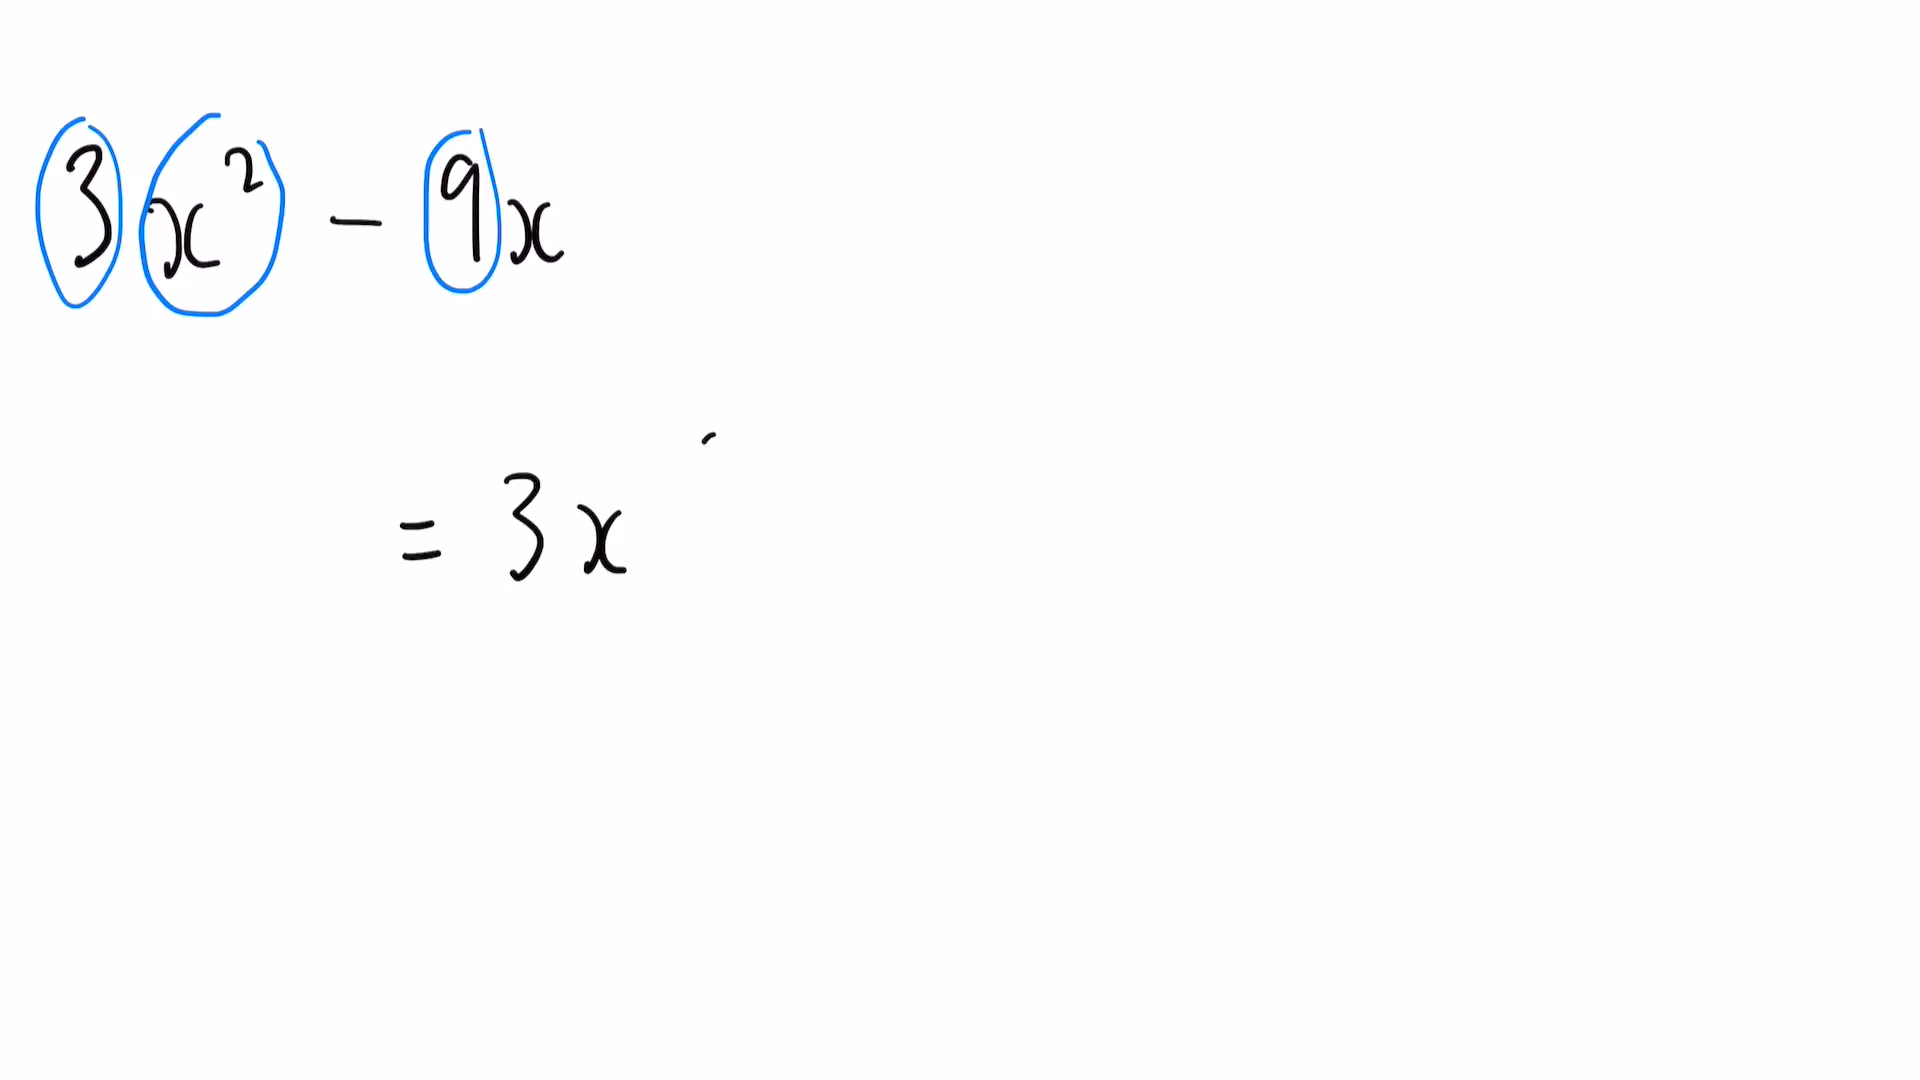 3x² - 9x
= 3x